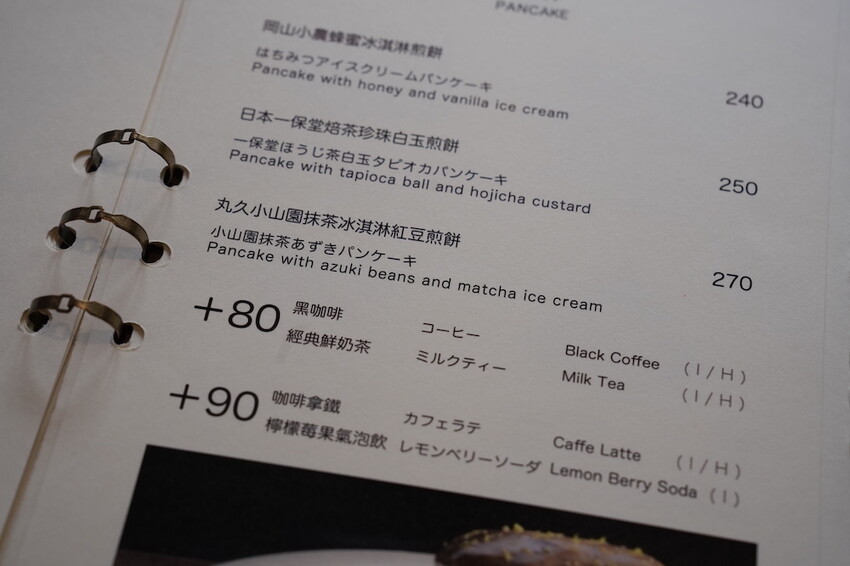 PANCAKE
岡山小農蜂蜜冰淇淋煎餅
はちみつアイスクリームパンケーキ
Pancake with honey and vanilla ice cream 240
日本一保堂焙茶珍珠白玉煎餅
一保堂ほうじ茶白玉タピオカパンケーキ
Pancake with tapioca ball and hojicha custard 250
丸久小山園抹茶冰淇淋紅豆煎餅
小山園抹茶あずきパンケーキ
Pancake with azuki beans and matcha ice cream 270
+80 黑咖啡 コーヒー Black Coffee (I/H)
經典鮮奶茶 ミルクティー Milk Tea (I/H)
+90 咖啡拿鐵 カフェラテ Caffe Latte (I/H)
檸檬莓果氣泡飲 レモンベリーソーダ Lemon Berry Soda (I)